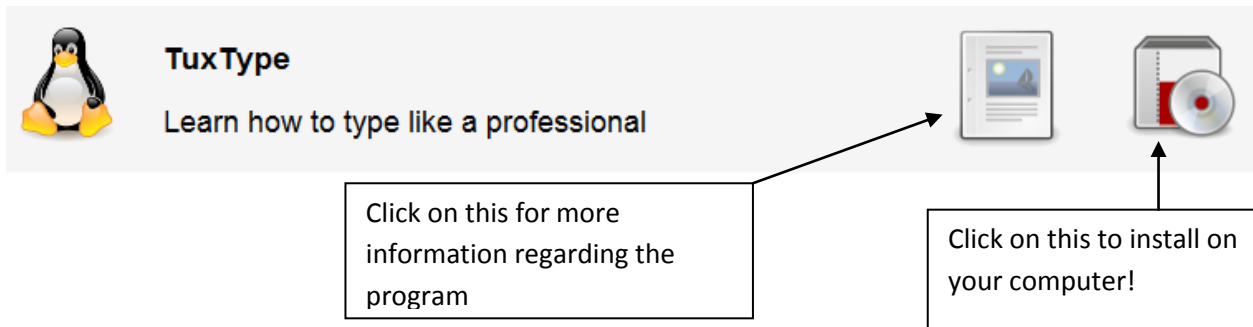 TuxType
Learn how to type like a professional
Click on this for more
information regarding the
program
Click on this to install on
your computer!